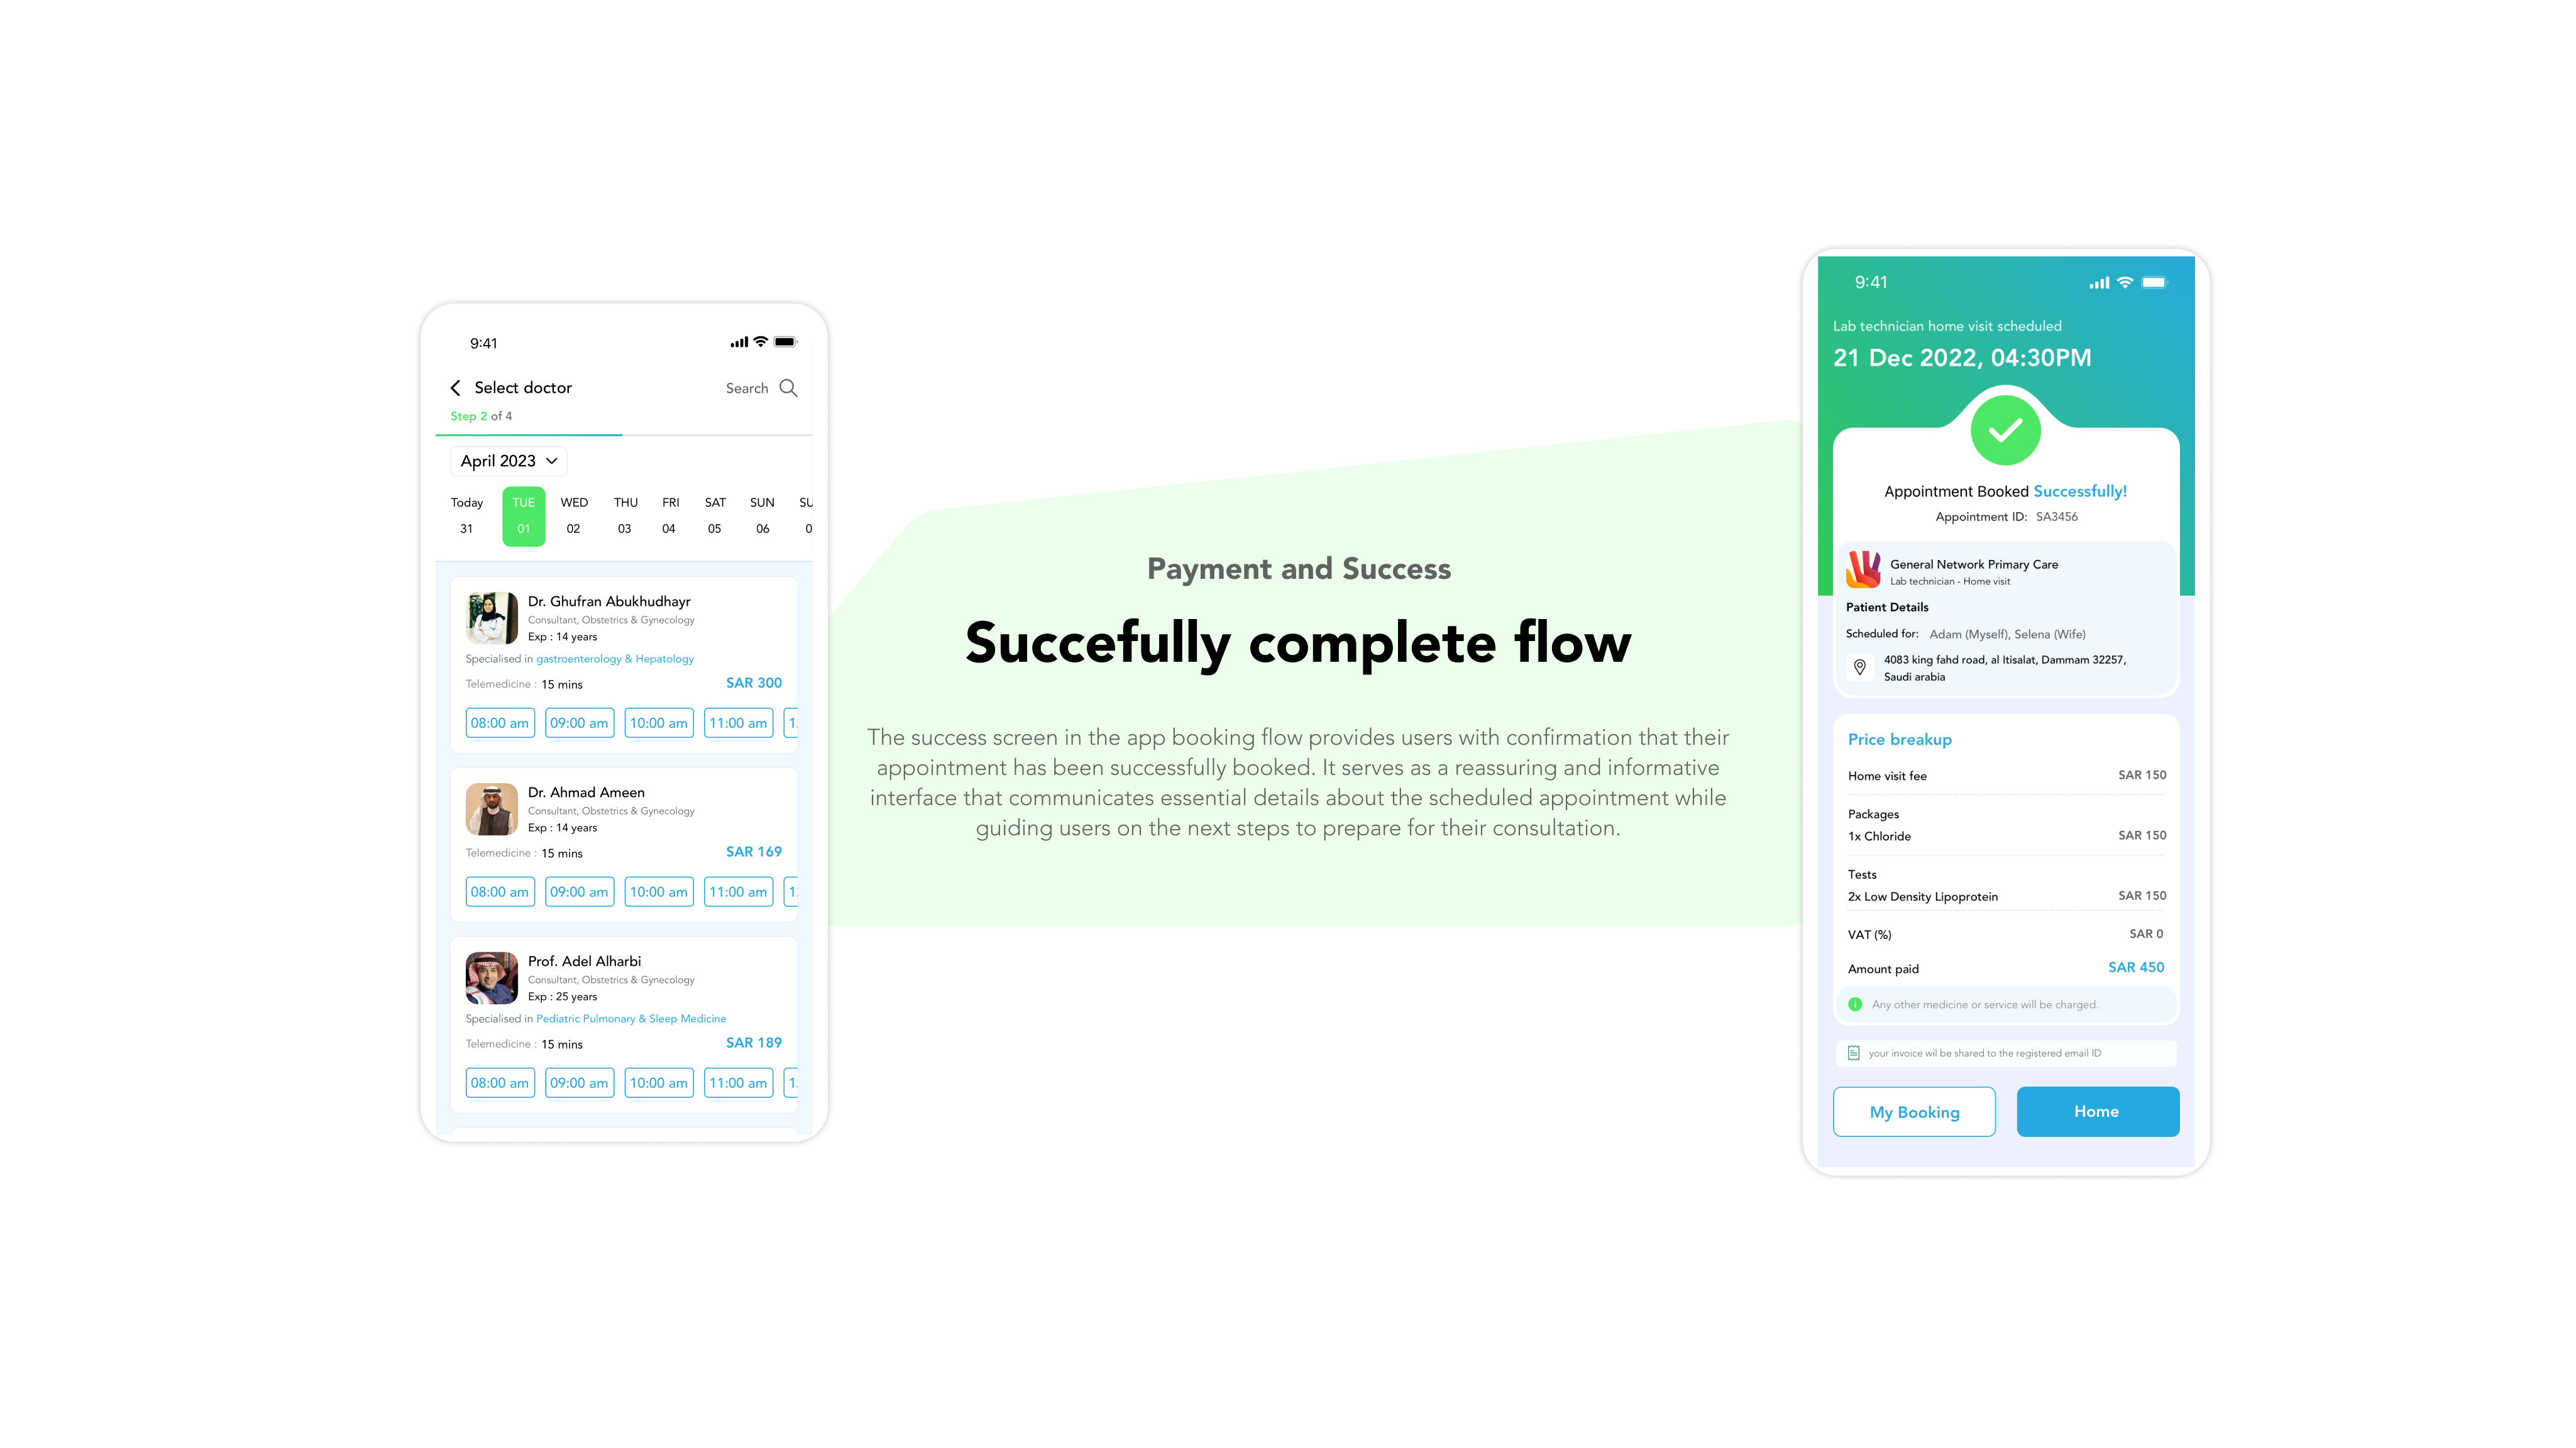 9:41
Select doctor
Search
Step 2 of 4
April 2023
Today TUE WED THU FRI SAT SUN SU
31 01 02 03 04 05 06 0
Dr. Ghufran Abukhudhayr
Consultant, Obstetrics & Gynecology
Exp : 14 years
Specialised in gastroenterology & Hepatology
Telemedicine : 15 mins SAR 300
08:00 am 09:00 am 10:00 am 11:00 am 1
Dr. Ahmad Ameen
Consultant, Obstetrics & Gynecology
Exp : 14 years
Telemedicine : 15 mins SAR 169
08:00 am 09:00 am 10:00 am 11:00 am 1
Prof. Adel Alharbi
Consultant, Obstetrics & Gynecology
Exp : 25 years
Specialised in Pediatric Pulmonary & Sleep Medicine
Telemedicine : 15 mins SAR 189
08:00 am 09:00 am 10:00 am 11:00 am 1
Payment and Success
Succefully complete flow
The success screen in the app booking flow provides users with confirmation that their
appointment has been successfully booked. It serves as a reassuring and informative
interface that communicates essential details about the scheduled appointment while
guiding users on the next steps to prepare for their consultation.
9:41
Lab technician home visit scheduled
21 Dec 2022, 04:30PM
Appointment Booked Successfully!
Appointment ID: SA3456
General Network Primary Care
Lab technician - Home visit
Patient Details
Scheduled for: Adam (Myself), Selena (Wife)
4083 king fahd road, al Itisalat, Dammam 32257,
Saudi arabia
Price breakup
Home visit fee SAR 150
Packages
1x Chloride SAR 150
Tests
2x Low Density Lipoprotein SAR 150
VAT (%) SAR 0
Amount paid SAR 450
Any other medicine or service will be charged.
your invoice wil be shared to the registered email ID
My Booking
Home